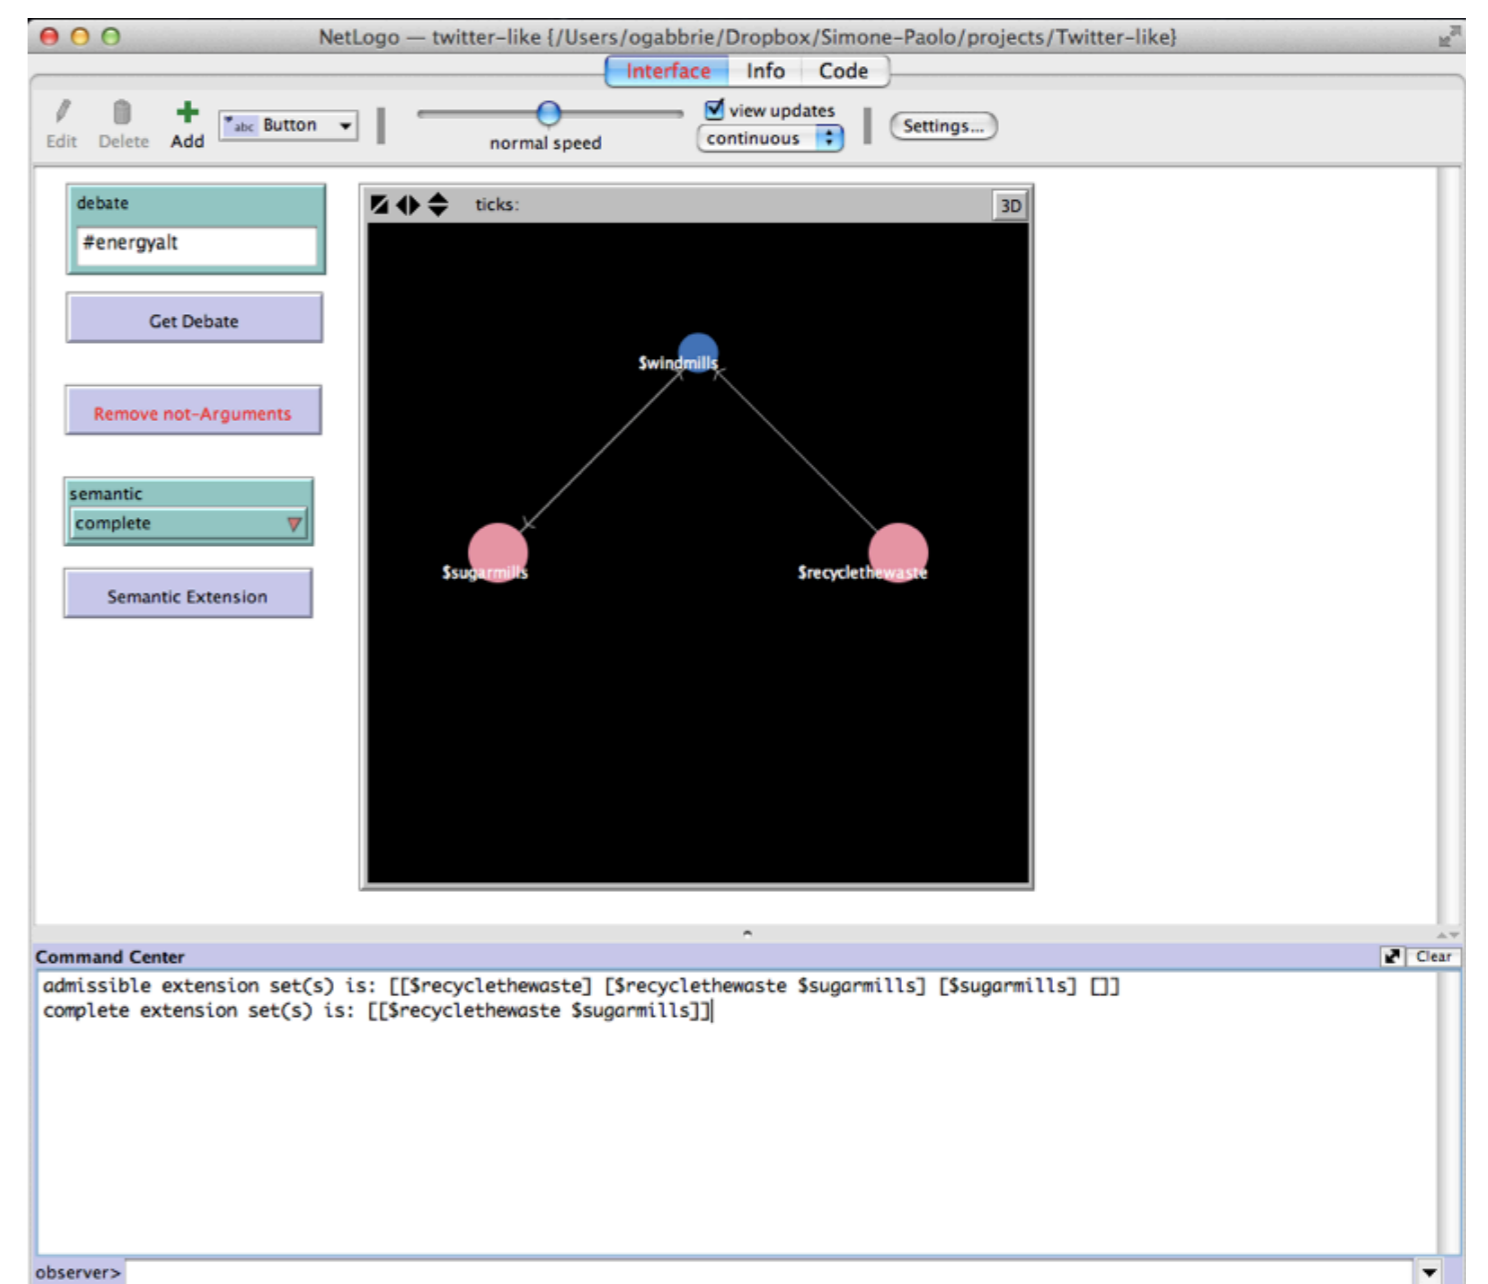 NetLogo — twitter-like {/Users/ogabbrie/Dropbox/Simone-Paolo/projects/Twitter-like}
Interface Info Code
Edit Delete Add abc Button normal speed view updates continuous Settings...
debate
#energyalt
Get Debate
Remove not-Arguments
semantic
complete
Semantic Extension
ticks: 3D
$windmills
$sugarmills $recyclethewaste
Command Center Clear
admissible extension set(s) is: [[$recyclethewaste] [$recyclethewaste $sugarmills] [$sugarmills] []]
complete extension set(s) is: [[$recyclethewaste $sugarmills]]
observer>